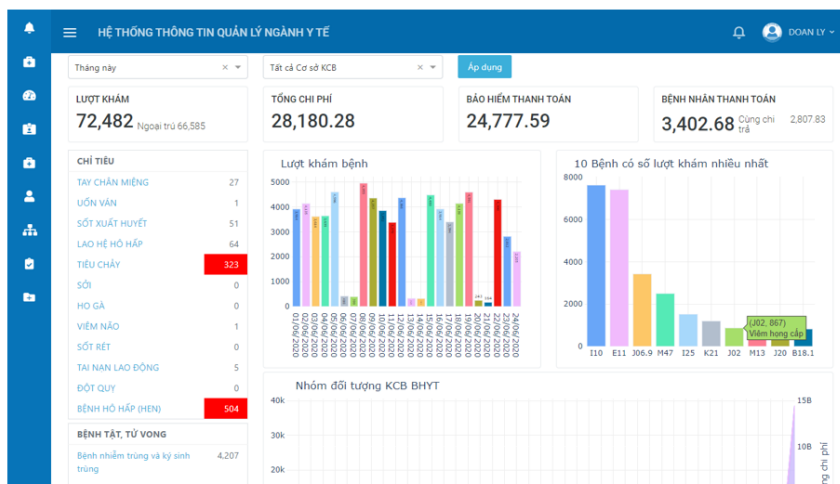 HỆ THỐNG THÔNG TIN QUẢN LÝ NGÀNH Y TẾ
DOAN LY
Tháng này
Tất cả Cơ sở KCB
Áp dụng
LƯỢT KHÁM
72,482 Ngoại trú 66,585
TỔNG CHI PHÍ
28,180.28
BẢO HIỂM THANH TOÁN
24,777.59
BỆNH NHÂN THANH TOÁN
3,402.68 Cùng chi trả 2,807.83
CHỈ TIÊU
TAY CHÂN MIỆNG 27
UỐN VÁN 1
SỐT XUẤT HUYẾT 51
LAO HỆ HÔ HẤP 64
TIÊU CHẢY 323
SỞI 0
HO GÀ 0
VIÊM NÃO 1
SỐT RÉT 0
TAI NẠN LAO ĐỘNG 5
ĐỘT QUỴ 0
BỆNH HÔ HẤP (HEN) 504
BỆNH TẬT, TỬ VONG
Bệnh nhiễm trùng và ký sinh trùng 4,207
Lượt khám bệnh
5000
4000
3000
2000
1000
0
01/06/2020
02/06/2020
03/06/2020
04/06/2020
05/06/2020
06/06/2020
07/06/2020
08/06/2020
09/06/2020
10/06/2020
11/06/2020
12/06/2020
13/06/2020
14/06/2020
15/06/2020
16/06/2020
17/06/2020
18/06/2020
19/06/2020
20/06/2020
21/06/2020
22/06/2020
23/06/2020
24/06/2020
10 Bệnh có số lượt khám nhiều nhất
8000
6000
4000
2000
0
(J02, 867)
Viêm họng cấp
I10 E11 J06.9 M47 I25 K21 J02 M13 J20 B18.1
Nhóm đối tượng KCB BHYT
40k
30k
20k
15B
10B
ng chi phí